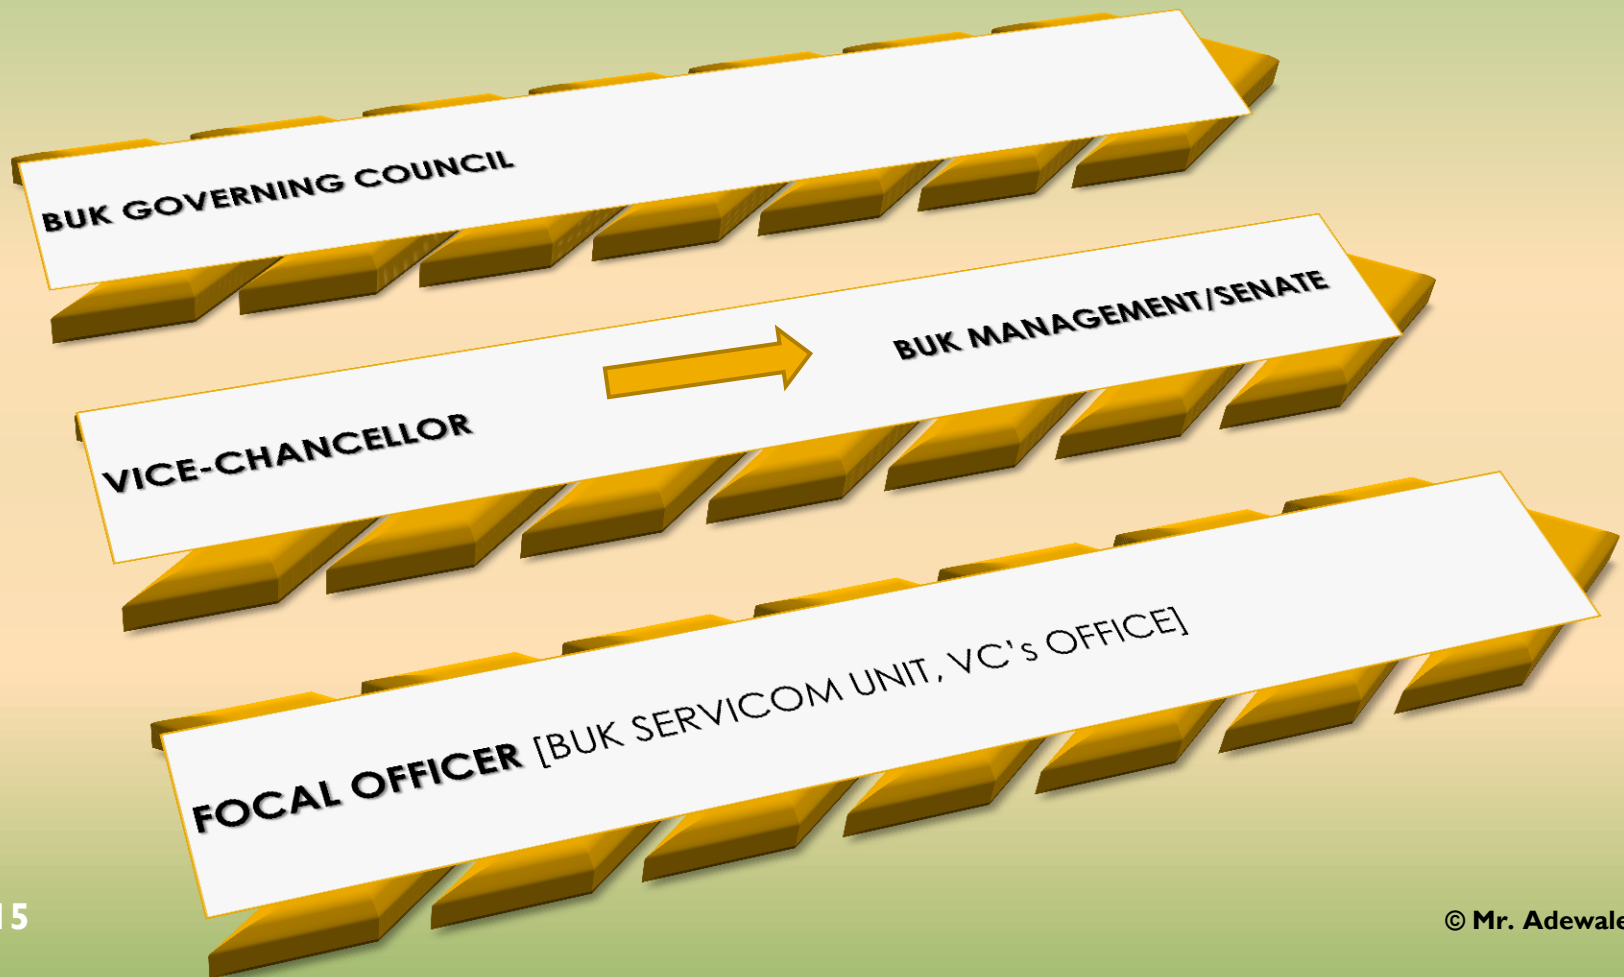 BUK GOVERNING COUNCIL
VICE-CHANCELLOR BUK MANAGEMENT/SENATE
FOCAL OFFICER [BUK SERVICOM UNIT, VC's OFFICE]
15
© Mr. Adewale